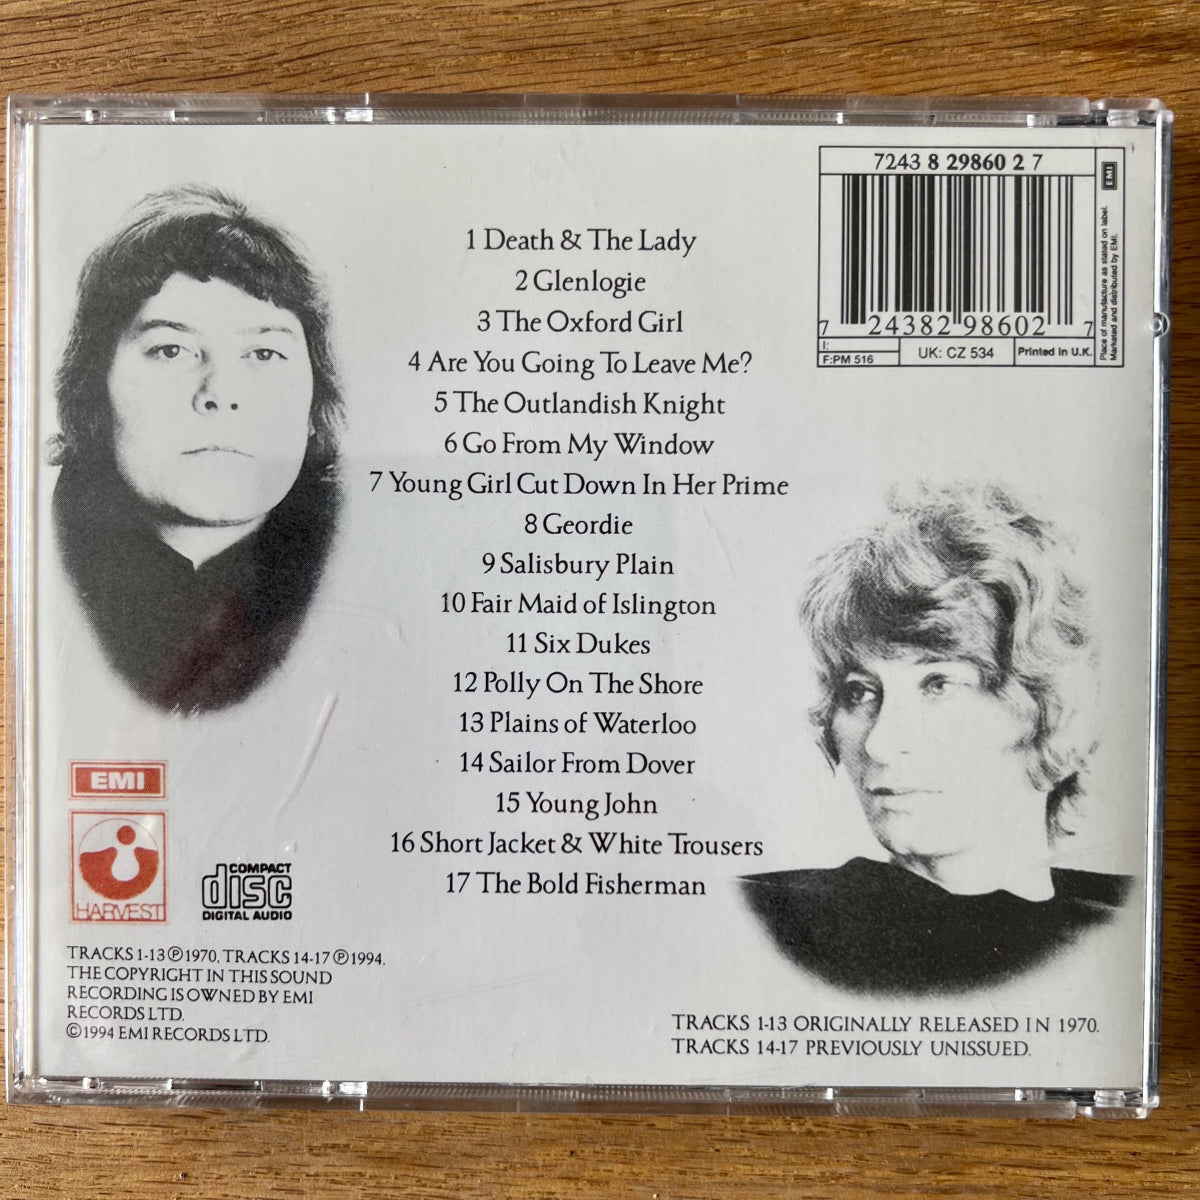 7243 8 29860 2 7
EMI
7 24382 98602 7
I:
F:PM 516
UK: CZ 534
Printed in U.K.
Place of manufacture as stated on label.
Marketed and distributed by EMI.
1 Death & The Lady
2 Glenlogie
3 The Oxford Girl
4 Are You Going To Leave Me?
5 The Outlandish Knight
6 Go From My Window
7 Young Girl Cut Down In Her Prime
8 Geordie
9 Salisbury Plain
10 Fair Maid of Islington
11 Six Dukes
12 Polly On The Shore
13 Plains of Waterloo
14 Sailor From Dover
15 Young John
16 Short Jacket & White Trousers
17 The Bold Fisherman
EMI
HARVEST
COMPACT
disc
DIGITAL AUDIO
TRACKS 1-13 ℗1970, TRACKS 14-17 ℗1994.
THE COPYRIGHT IN THIS SOUND
RECORDING IS OWNED BY EMI
RECORDS LTD.
©1994 EMI RECORDS LTD.
TRACKS 1-13 ORIGINALLY RELEASED IN 1970.
TRACKS 14-17 PREVIOUSLY UNISSUED.